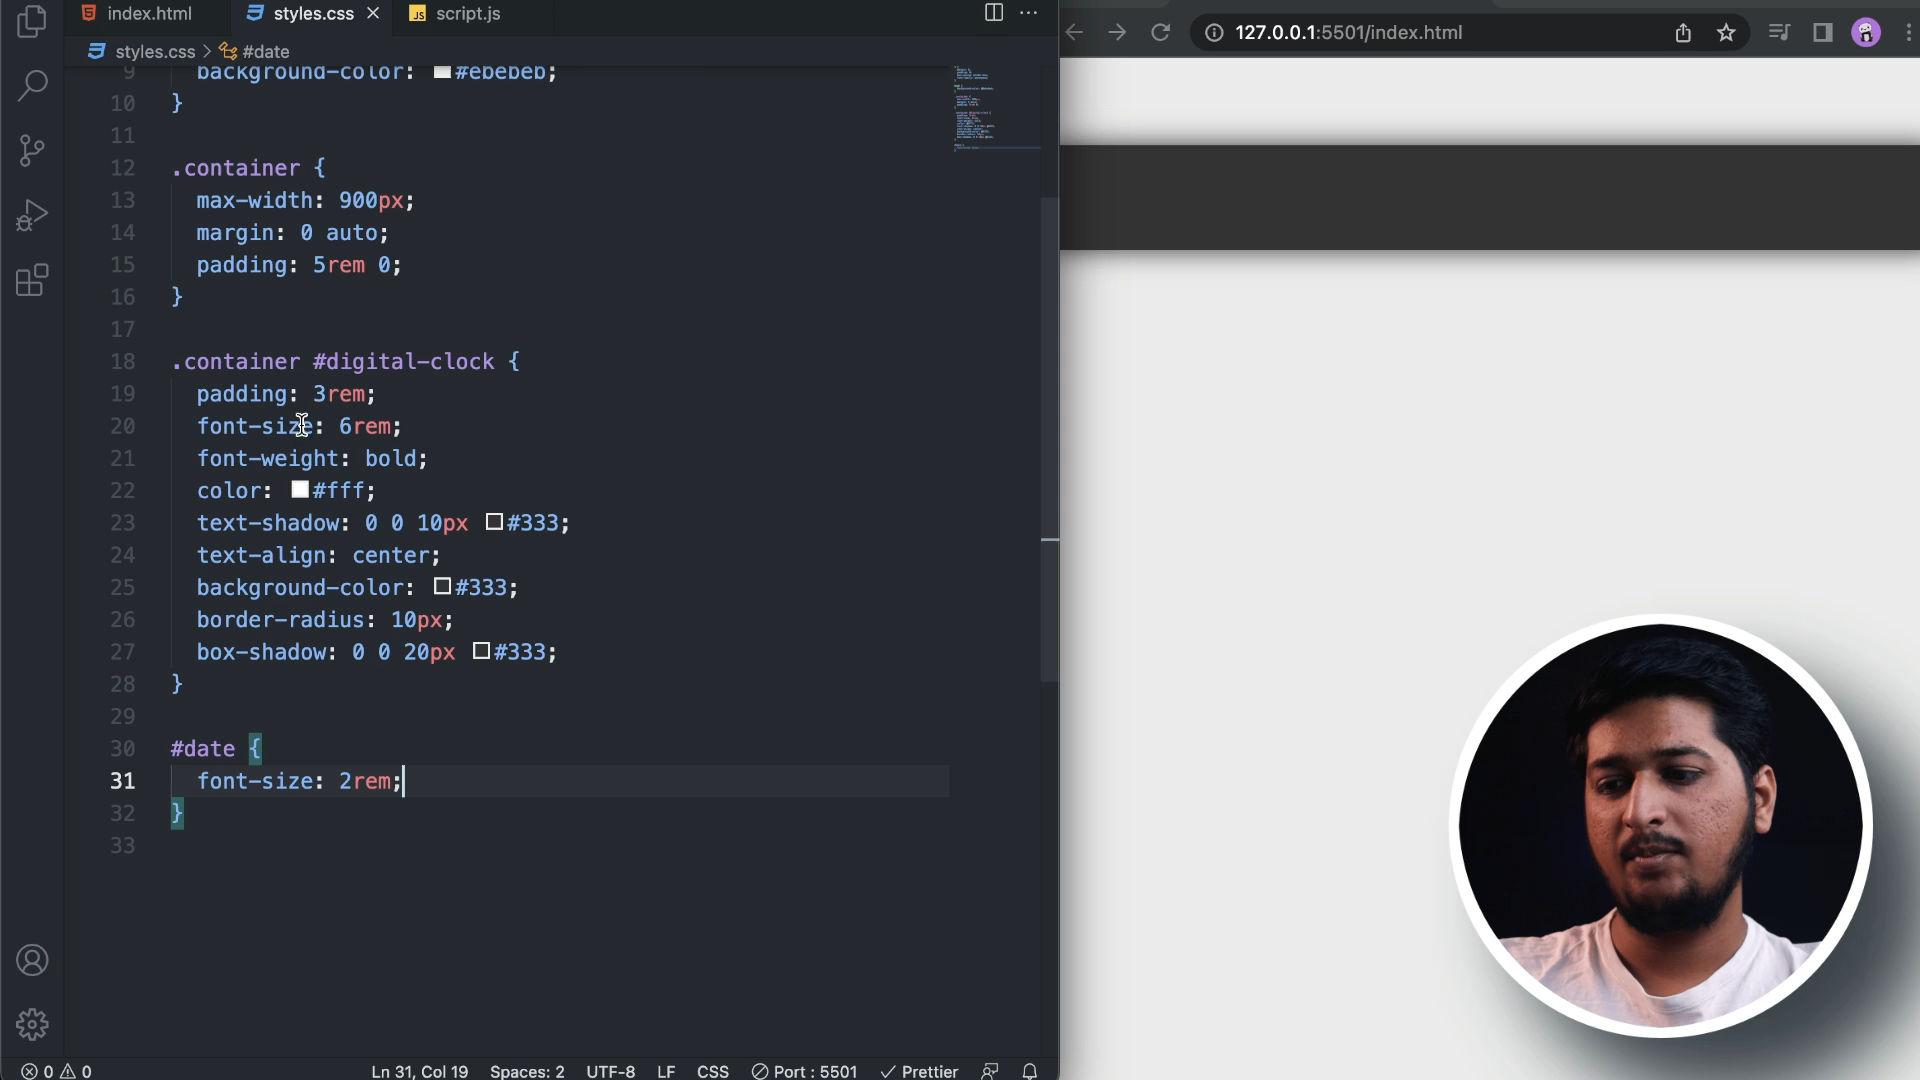 index.html
styles.css
script.js
127.0.0.1:5501/index.html
styles.css > #date
9 background-color: #ebebeb;
10 }
11
12 .container {
13 max-width: 900px;
14 margin: 0 auto;
15 padding: 5rem 0;
16 }
17
18 .container #digital-clock {
19 padding: 3rem;
20 font-size: 6rem;
21 font-weight: bold;
22 color: #fff;
23 text-shadow: 0 0 10px #333;
24 text-align: center;
25 background-color: #333;
26 border-radius: 10px;
27 box-shadow: 0 0 20px #333;
28 }
29
30 #date {
31 font-size: 2rem;
32 }
33
0 0 Ln 31, Col 19 Spaces: 2 UTF-8 LF CSS Port : 5501 Prettier